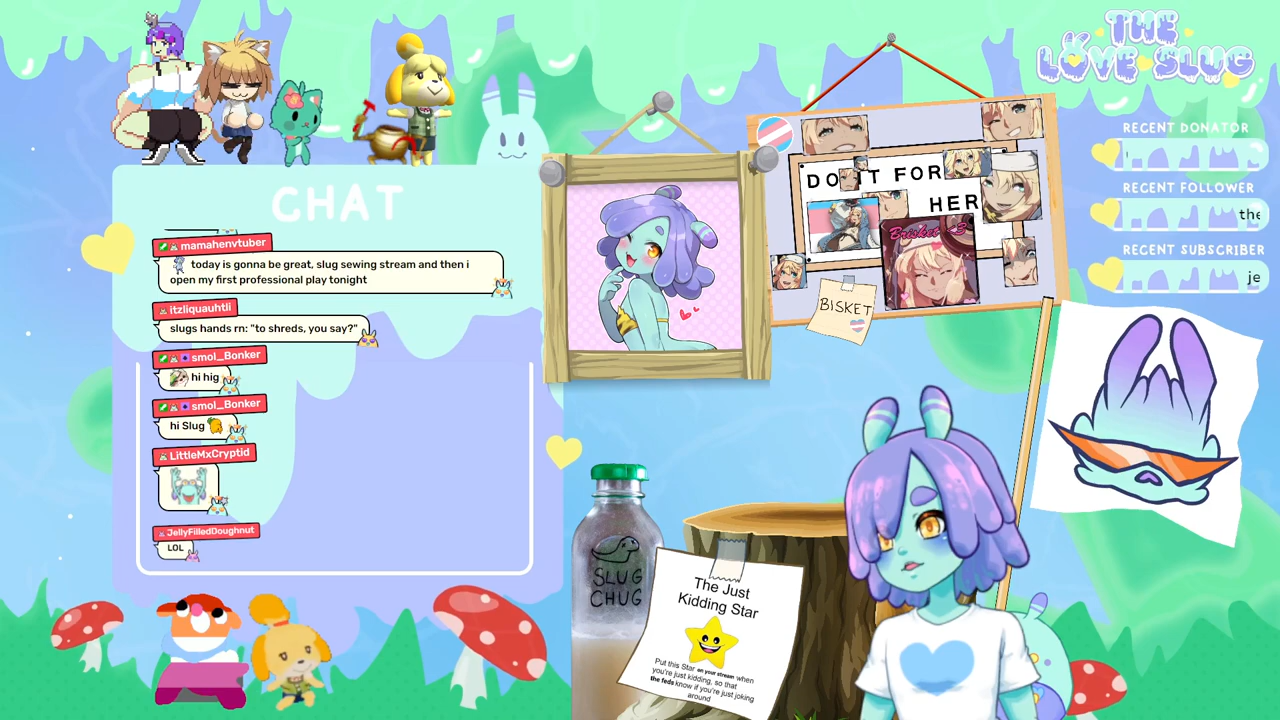 THE
LOVE SLUG
RECENT DONATOR
RECENT FOLLOWER
the
RECENT SUBSCRIBER
je
CHAT
mamahenvtuber
today is gonna be great, slug sewing stream and then i
open my first professional play tonight
itzliquauhtli
slugs hands rn: "to shreds, you say?"
smol_Bonker
hi hig
smol_Bonker
hi Slug
LittleMxCryptid
JellyFilledDoughnut
LOL
DO IT FOR
HER
Brisket <3
BISKET
SLUG
CHUG
The Just
Kidding Star
Put this Star on your stream when
you're just kidding, so that
the feds know if you're just joking
around